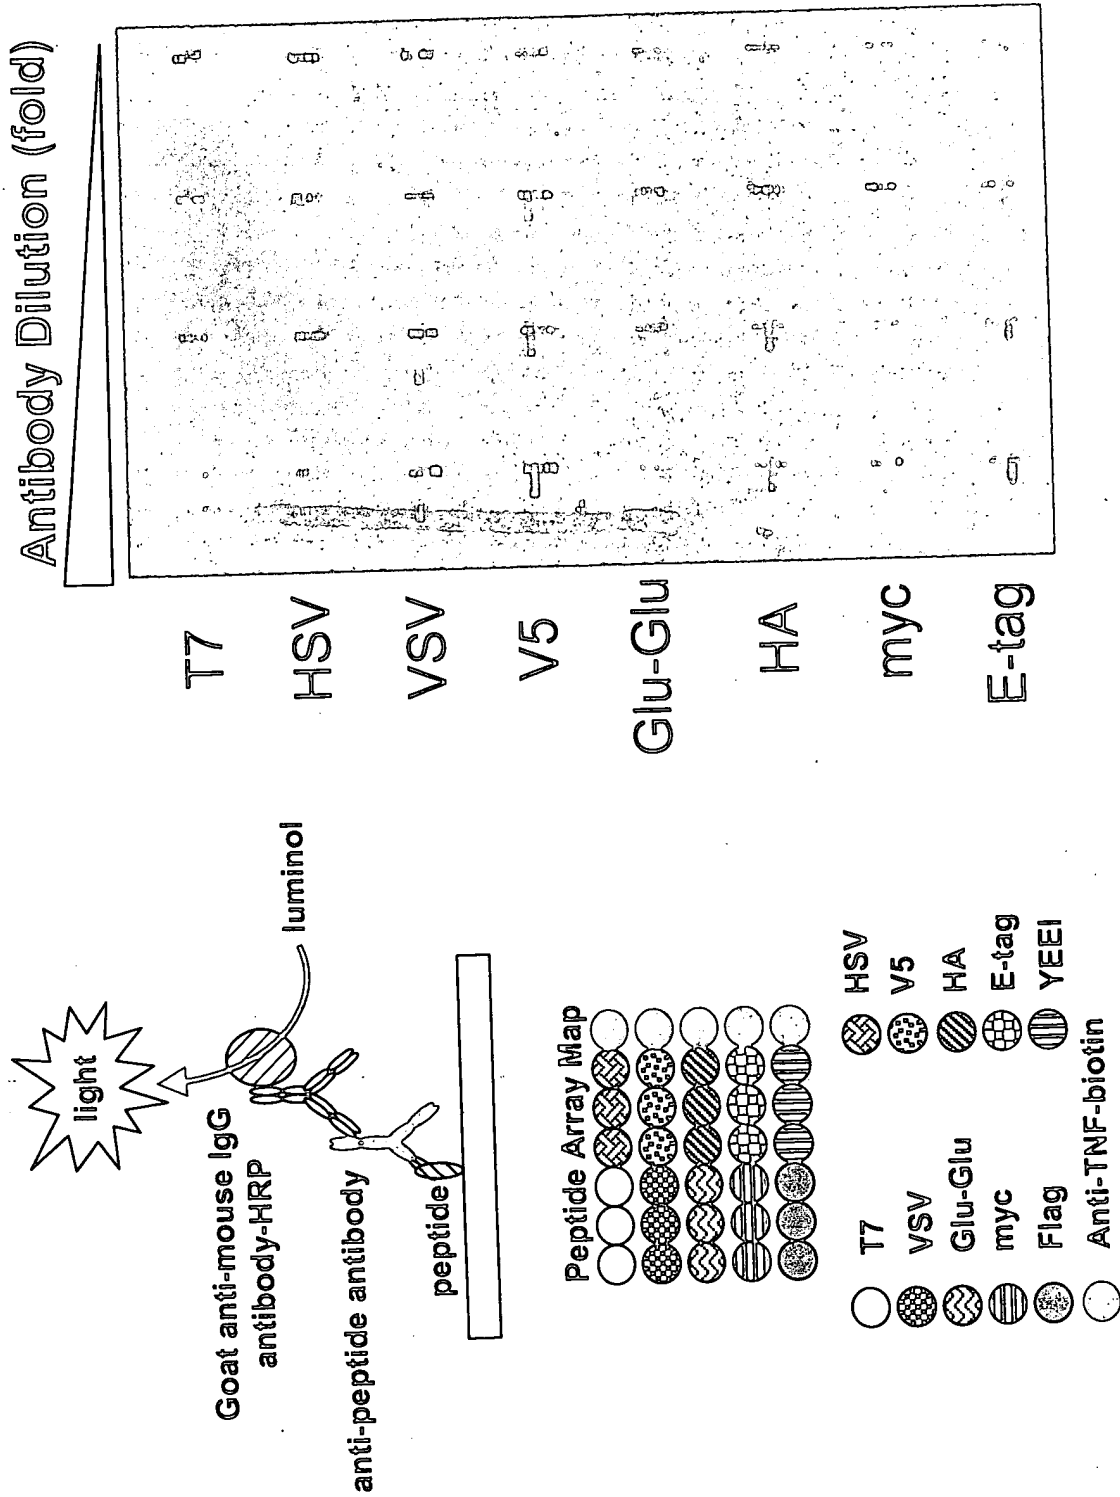 light
luminol
Goat anti-mouse IgG
antibody-HRP
anti-peptide antibody
peptide
Peptide Array Map
T7
HSV
VSV
V5
Glu-Glu
HA
myc
E-tag
Flag
YEEI
Anti-TNF-biotin
Antibody Dilution (fold)
T7
HSV
VSV
V5
Glu-Glu
HA
myc
E-tag